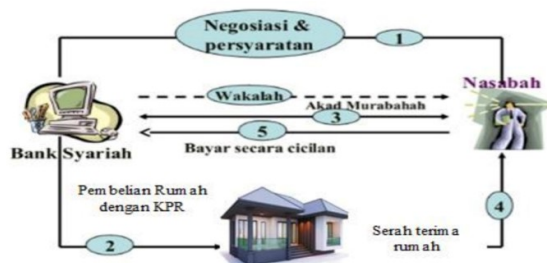 Negosiasi &
persyaratan
1
Nasabah
Wakalah
Akad Murabahah
3
5
Bank Syariah
Bayar secara cicilan
Pembelian Rumah
dengan KPR
4
Serah terima
rumah
2